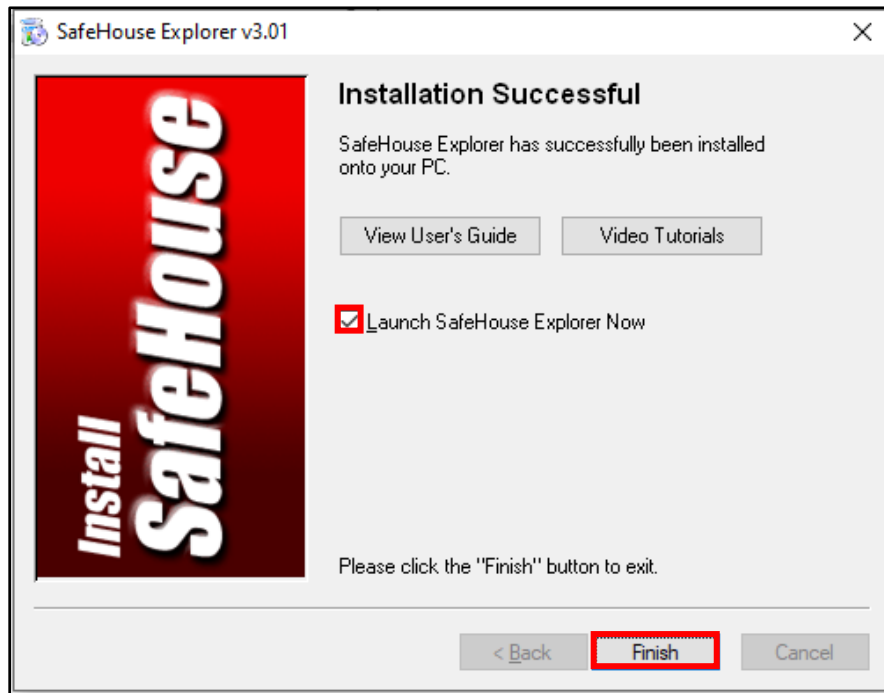 SafeHouse Explorer v3.01
Install
SafeHouse
Installation Successful
SafeHouse Explorer has successfully been installed
onto your PC.
View User's Guide
Video Tutorials
Launch SafeHouse Explorer Now
Please click the "Finish" button to exit.
< Back
Finish
Cancel